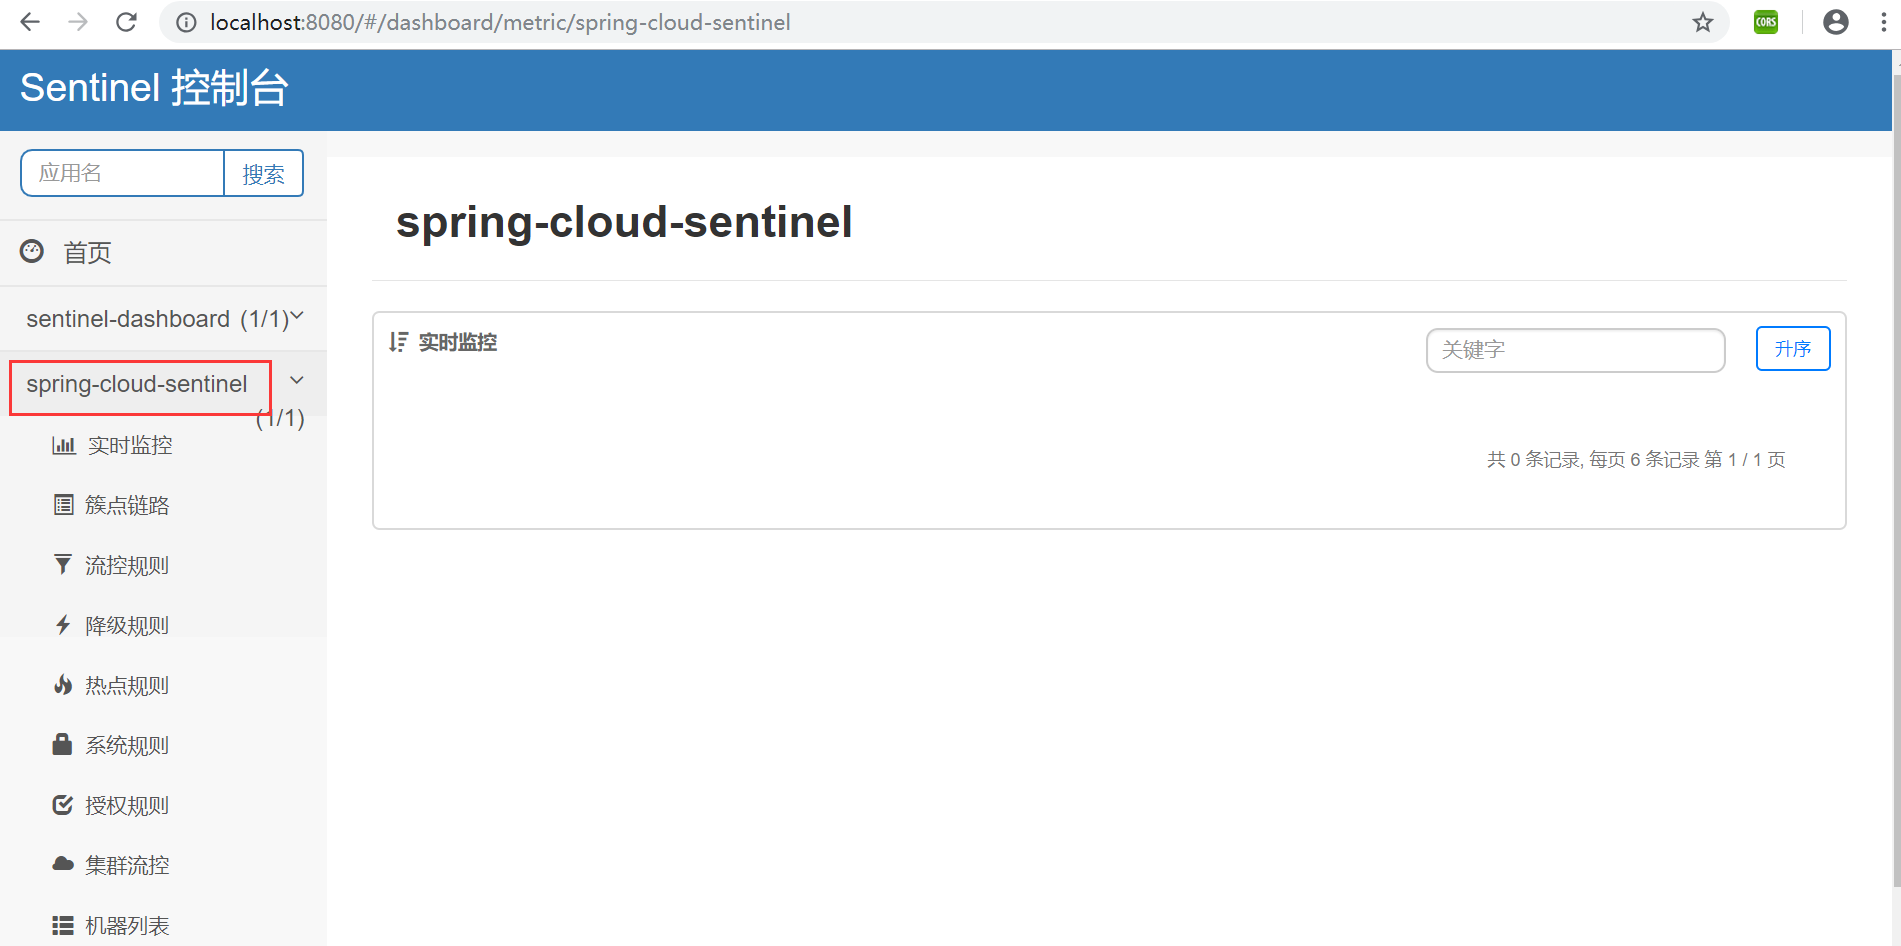 localhost:8080/#/dashboard/metric/spring-cloud-sentinel
CORS
Sentinel 控制台
应用名
搜索
首页
sentinel-dashboard (1/1)
spring-cloud-sentinel
(1/1)
实时监控
簇点链路
流控规则
降级规则
热点规则
系统规则
授权规则
集群流控
机器列表
spring-cloud-sentinel
实时监控
关键字
升序
共 0 条记录, 每页 6 条记录 第 1 / 1 页